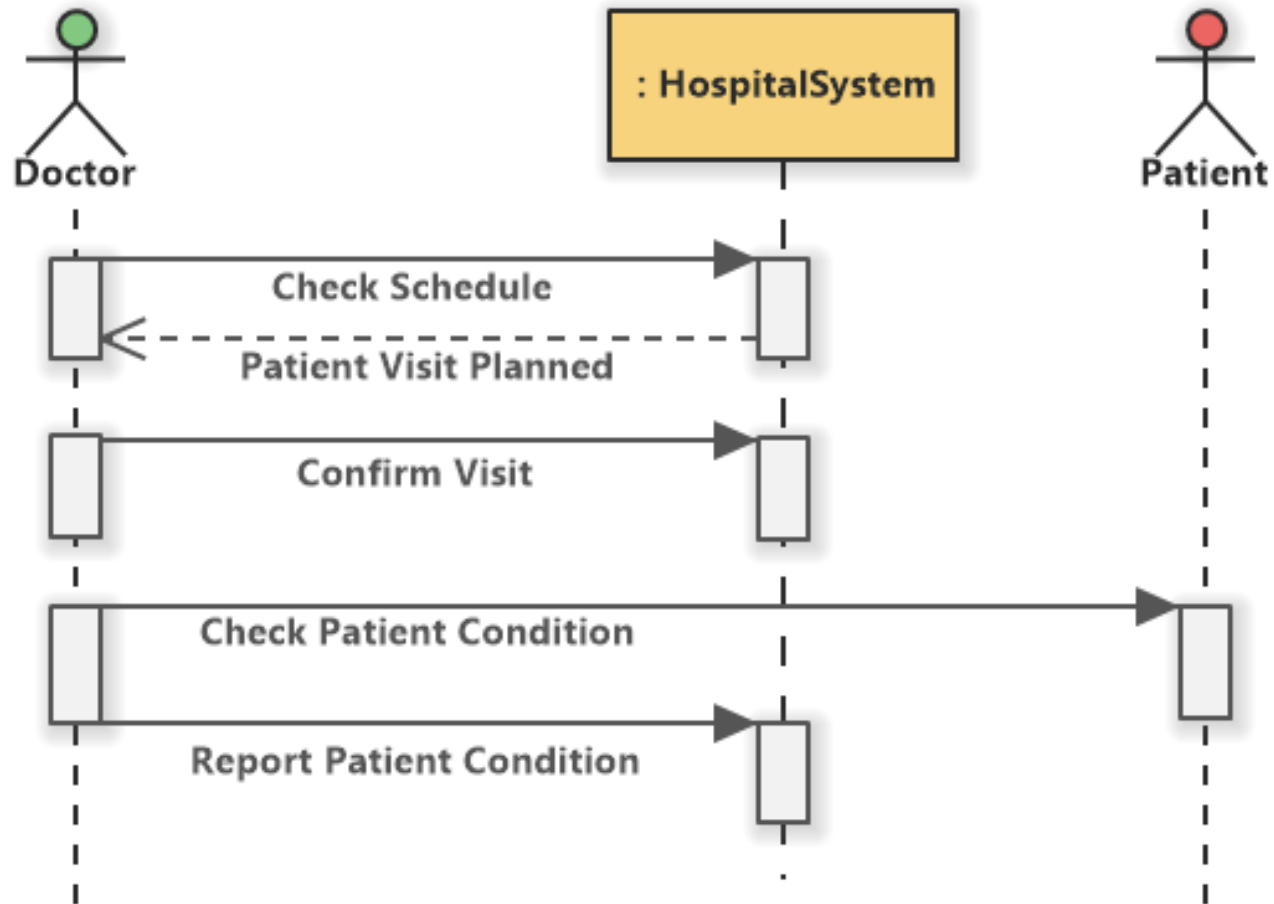 : HospitalSystem
Doctor
Patient
Check Schedule
Patient Visit Planned
Confirm Visit
Check Patient Condition
Report Patient Condition